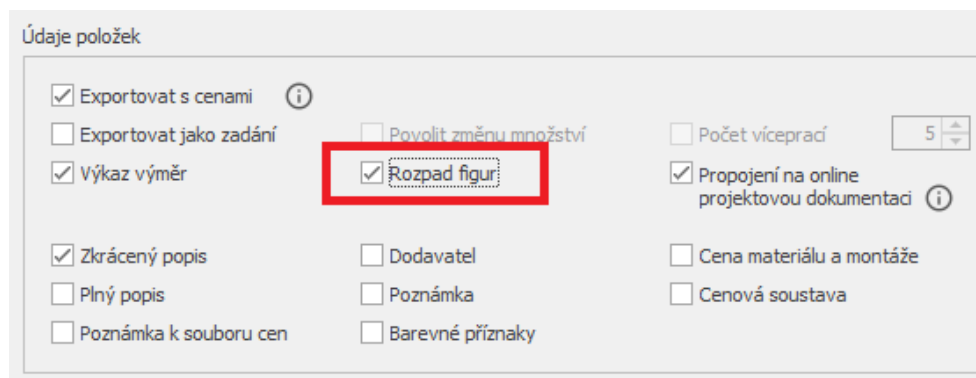 Údaje položek
Exportovat s cenami
Exportovat jako zadání Povolit změnu množství Počet víceprací 5
Výkaz výměr Rozpad figur Propojení na online
projektovou dokumentaci
Zkrácený popis Dodavatel Cena materiálu a montáže
Plný popis Poznámka Cenová soustava
Poznámka k souboru cen Barevné příznaky